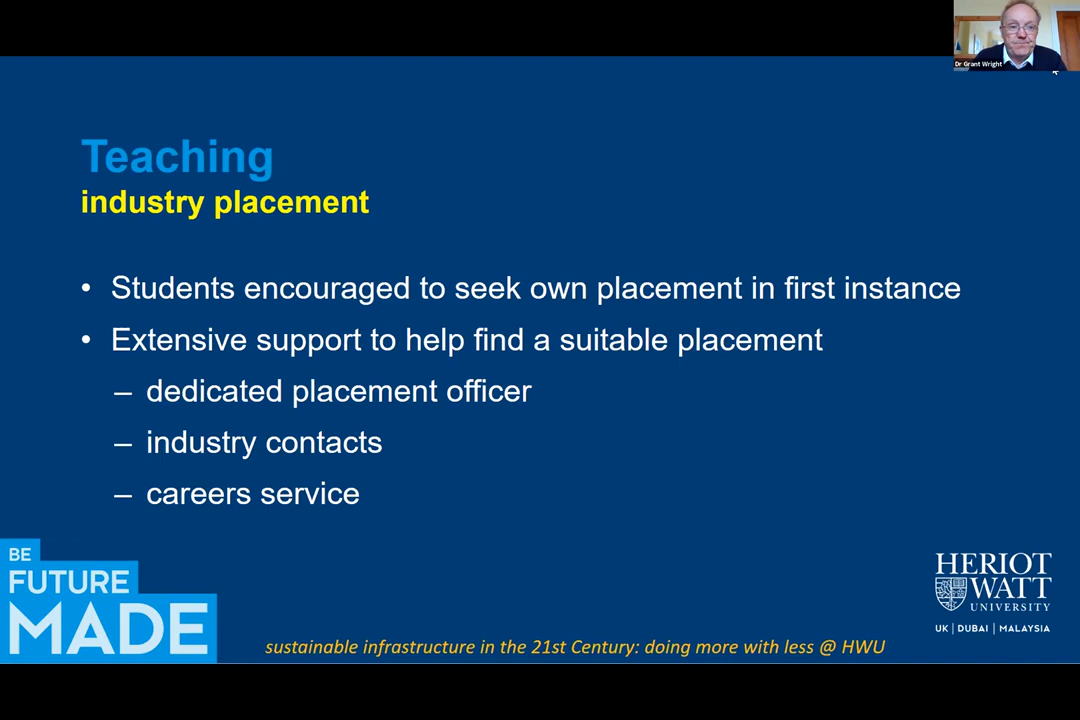 Dr Grant Wright
Teaching
industry placement
• Students encouraged to seek own placement in first instance
• Extensive support to help find a suitable placement
– dedicated placement officer
– industry contacts
– careers service
BE
FUTURE
MADE
HERIOT
WATT
UNIVERSITY
UK | DUBAI | MALAYSIA
sustainable infrastructure in the 21st Century: doing more with less @ HWU